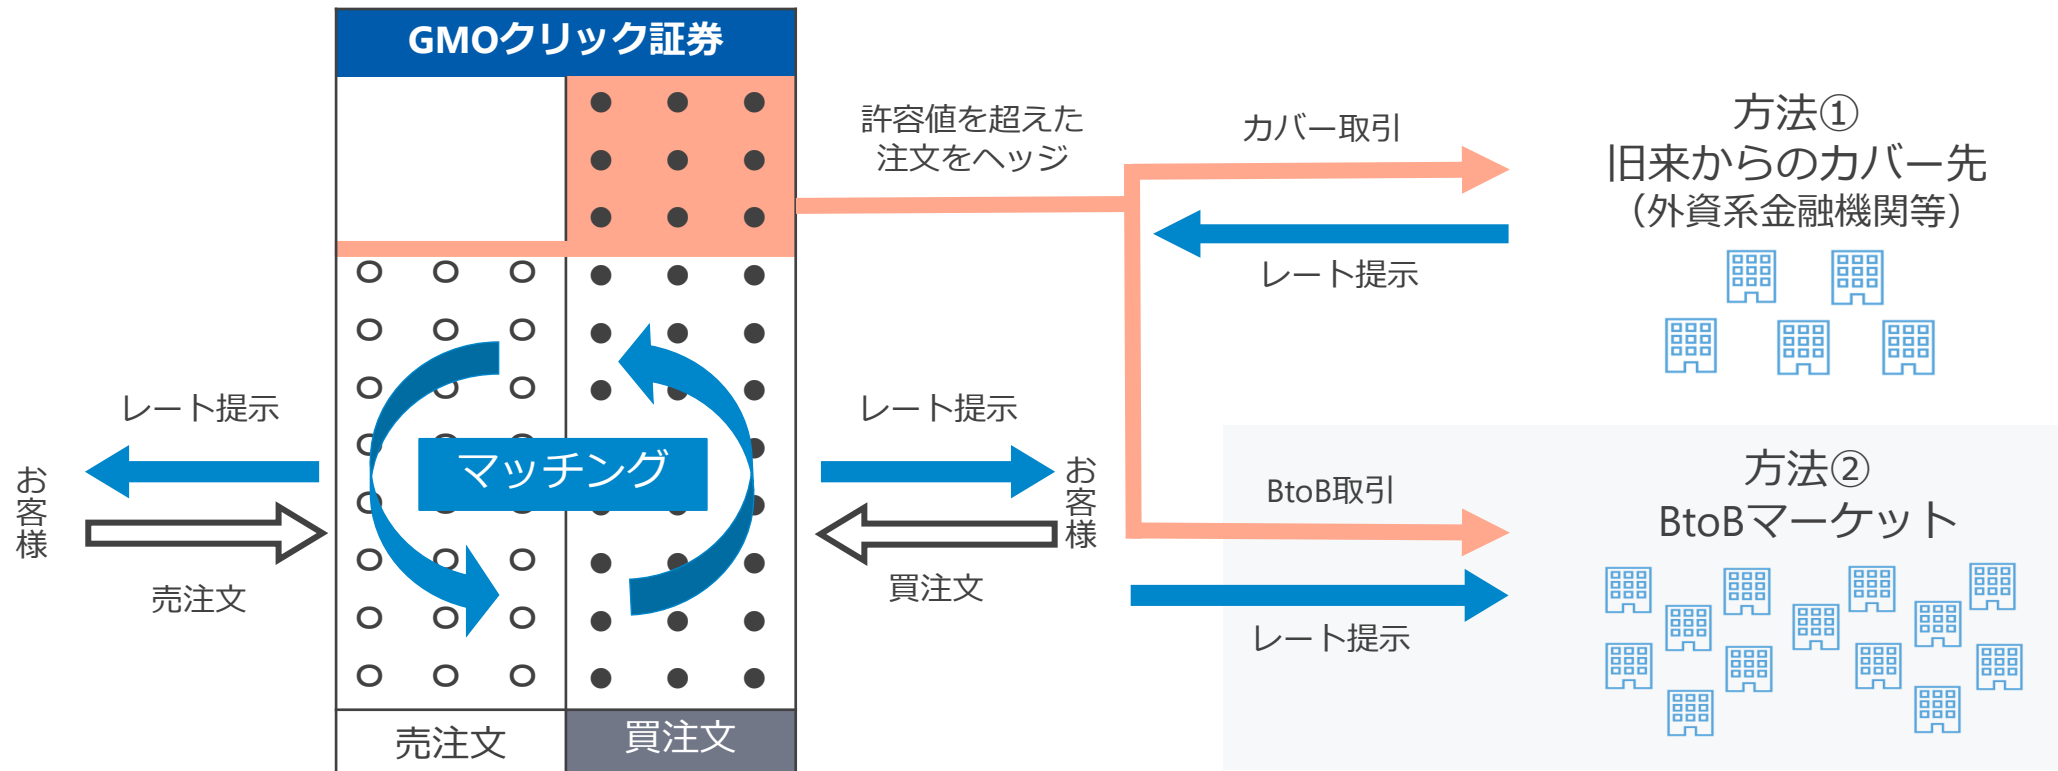 GMOクリック証券
許容値を超えた
注文をヘッジ
カバー取引
レート提示
方法①
旧来からのカバー先
（外資系金融機関等）
レート提示
お客様
売注文
マッチング
レート提示
お客様
買注文
BtoB取引
レート提示
方法②
BtoBマーケット
売注文
買注文